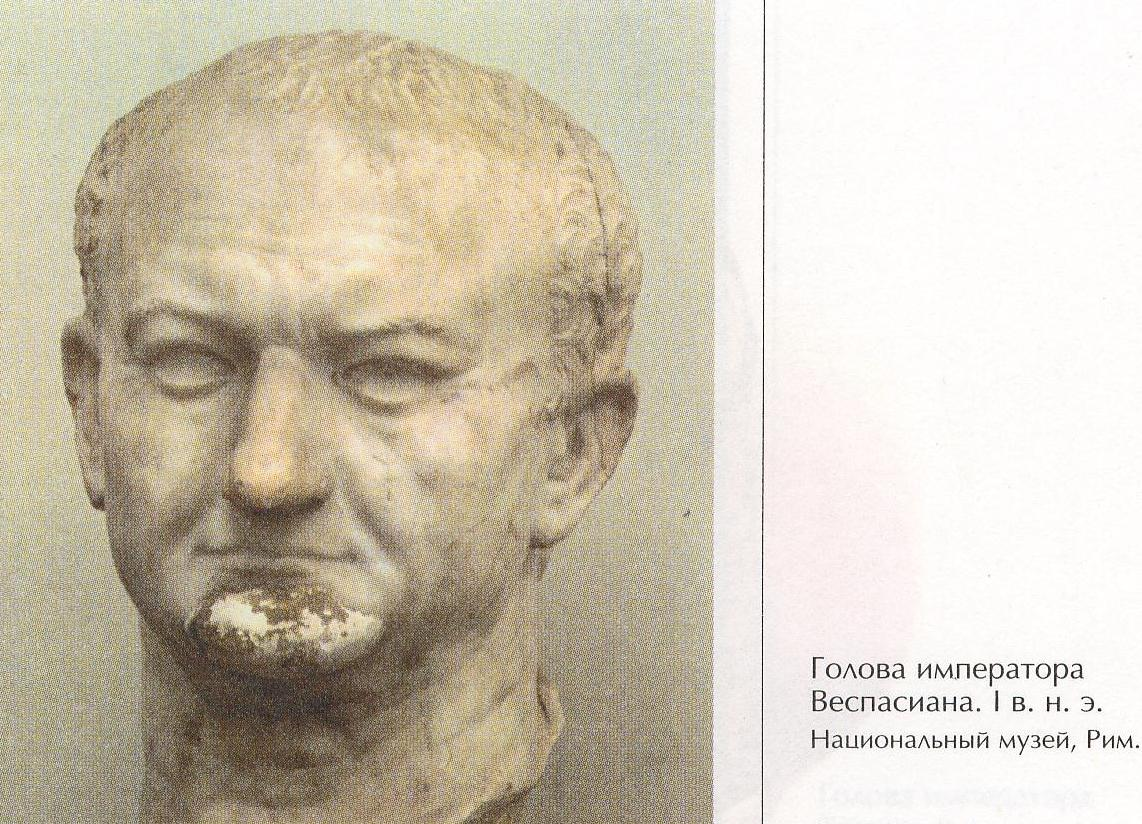 Голова императора
Веспасиана. I в. н. э.
Национальный музей, Рим.